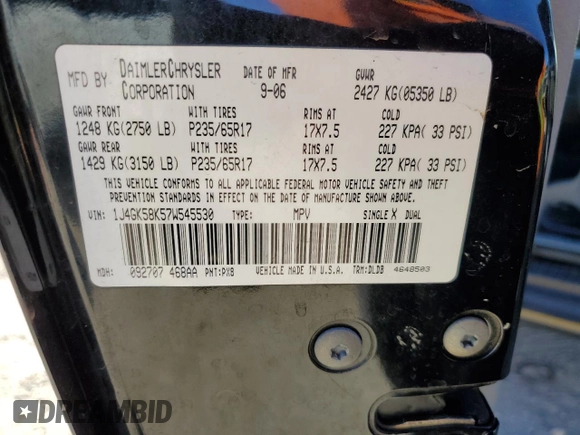 MFD BY DAIMLERCHRYSLER CORPORATION DATE OF MFR 9-06 GVWR 2427 KG(05350 LB)
GAWR FRONT WITH TIRES RIMS AT COLD
1248 KG(2750 LB) P235/65R17 17X7.5 227 KPA( 33 PSI)
GAWR REAR WITH TIRES RIMS AT COLD
1429 KG(3150 LB) P235/65R17 17X7.5 227 KPA( 33 PSI)
THIS VEHICLE CONFORMS TO ALL APPLICABLE FEDERAL MOTOR VEHICLE SAFETY AND THEFT
PREVENTION STANDARDS IN EFFECT ON THE DATE OF MANUFACTURE SHOWN ABOVE.
VIN: 1J4GK58K57W545530 TYPE: MPV SINGLE X DUAL
MDH: 092707 468AA PNT:PX8 VEHICLE MADE IN U.S.A. TRM:DLDB 4648503
DREAMBID